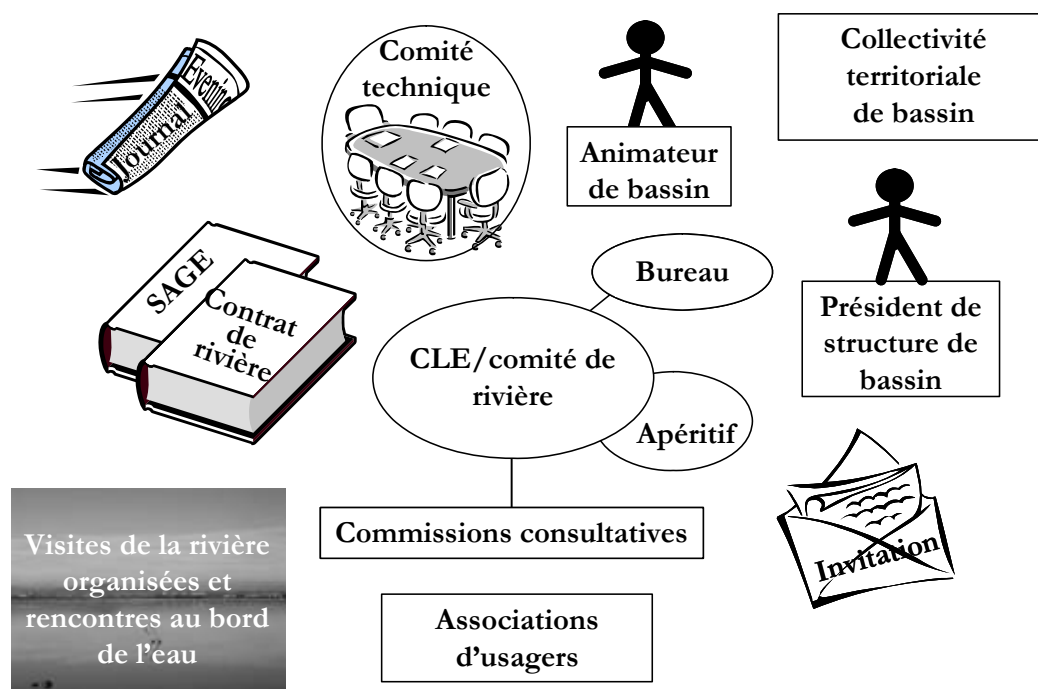 Evening
Journal
Comité
technique
Animateur
de bassin
Collectivité
territoriale
de bassin
SAGE
Contrat
de
rivière
Bureau
Président de
structure de
bassin
CLE/comité de
rivière
Apéritif
Commissions consultatives
Invitation
Visites de la rivière
organisées et
rencontres au bord
de l’eau
Associations
d’usagers